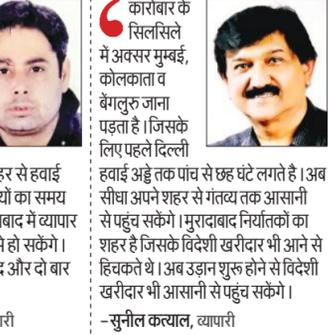 कारोबार के
सिलसिले
में अक्सर मुम्बई,
कोलकाता व
बेंगलुरु जाना
पड़ता है। जिसके
लिए पहले दिल्ली
हवाई अड्डे तक पांच से छह घंटे लगते है। अब
सीधा अपने शहर से गंतव्य तक आसानी
से पहुंच सकेंगे। मुरादाबाद निर्यातकों का
शहर है जिसके विदेशी खरीदार भी आने से
हिचकते थे। अब उड़ान शुरू होने से विदेशी
खरीदार भी आसानी से पहुंच सकेंगे।
–सुनील कत्याल, व्यापारी
से हवाई
का समय
में व्यापार
हो सकेंगे।
और दो बार